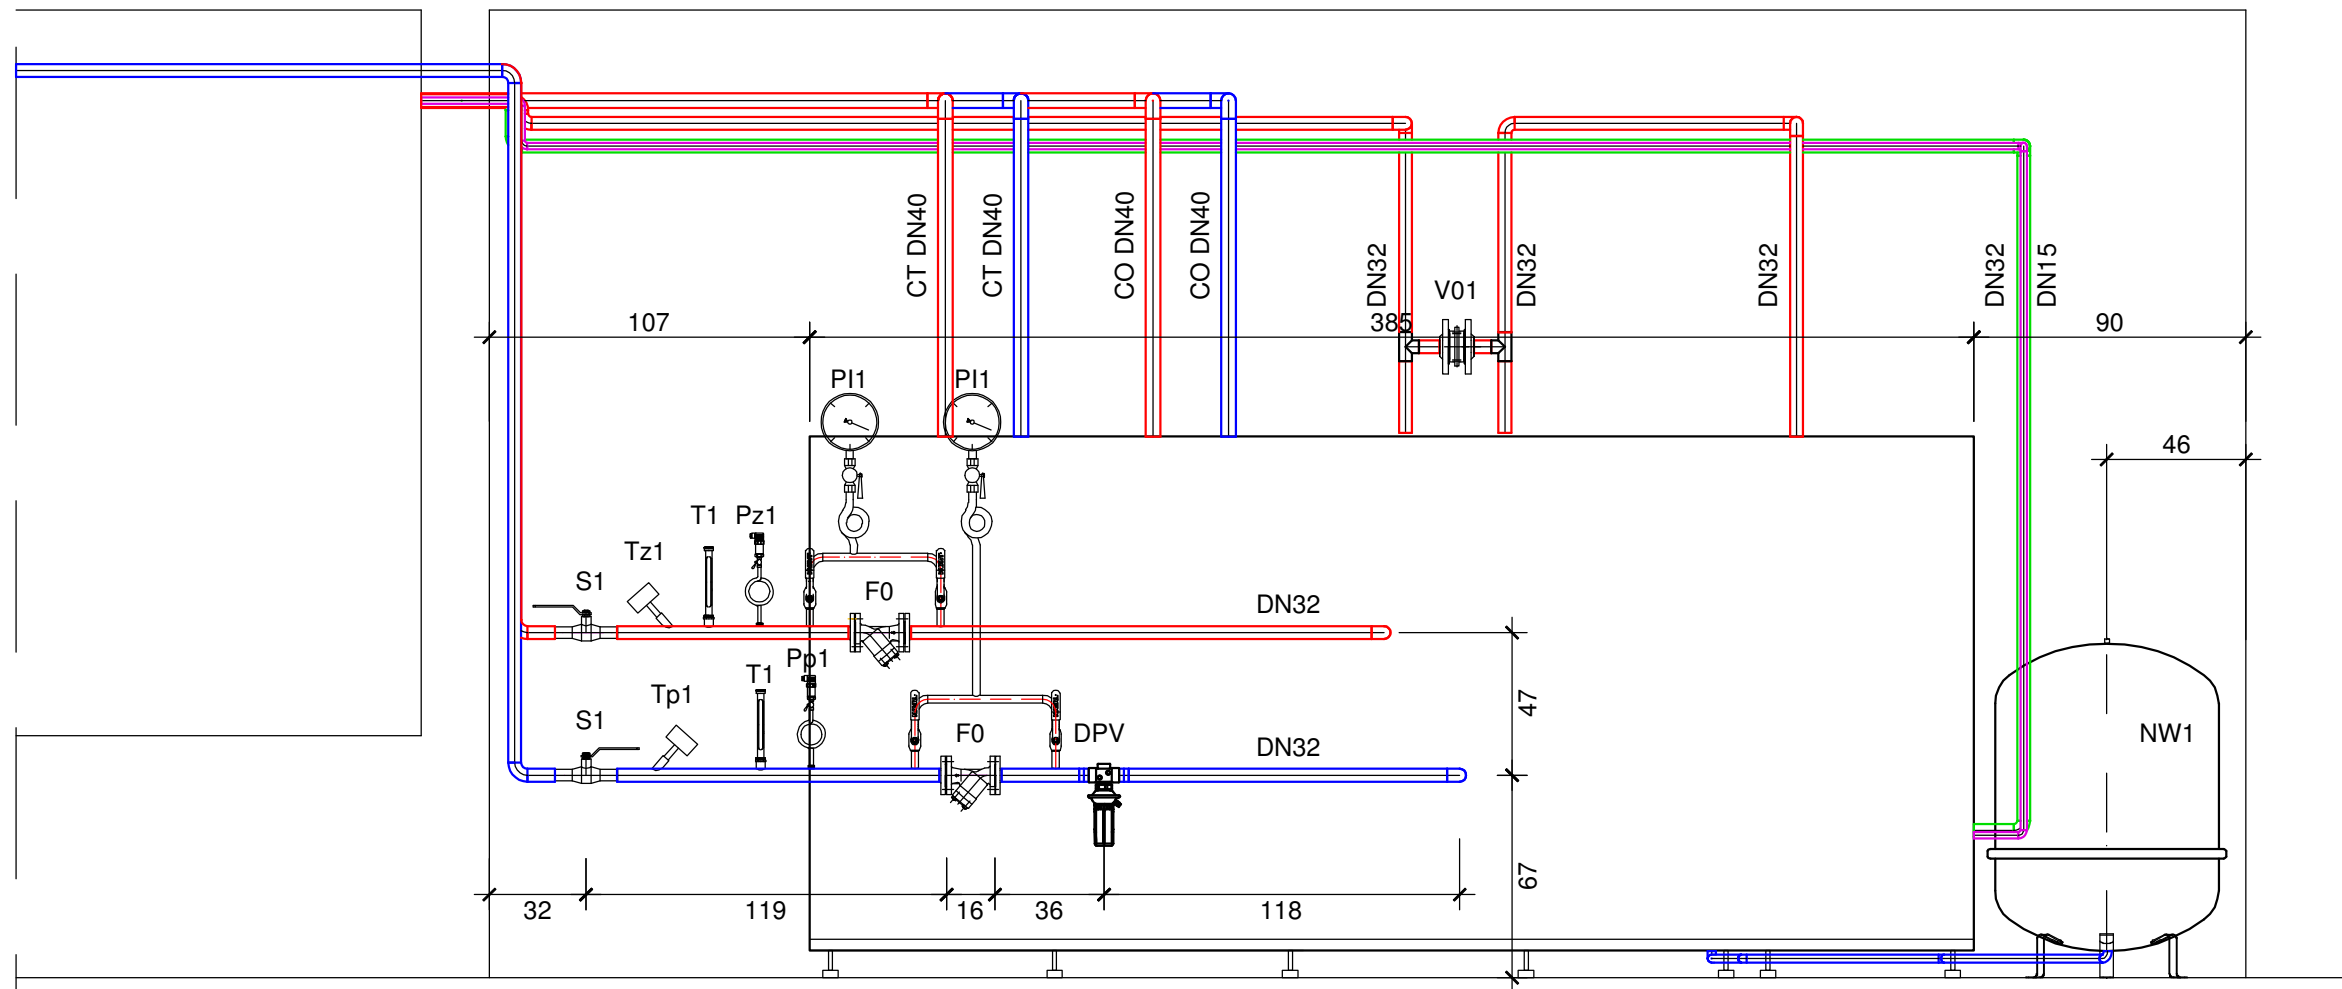 CT DN40
CT DN40
CO DN40
CO DN40
DN32
V01
DN32
DN32
DN32
DN15
107
385
90
PI1
PI1
46
T1
Pz1
Tz1
S1
F0
DN32
Pp1
T1
Tp1
S1
F0
DPV
DN32
47
NW1
67
32
119
16
36
118